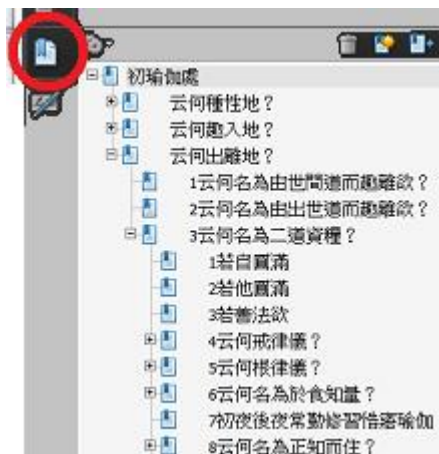 初瑜伽處
云何種性地？
云何趣入地？
云何出離地？
1云何名為由世間道而趣離欲？
2云何名為由出世道而趣離欲？
3云何名為二道資糧？
1若自圓滿
2若他圓滿
3若善法欲
4云何戒律儀？
5云何根律儀？
6云何名為於食知量？
7初夜後夜常勤修習悎寤瑜伽
8云何名為正知而住？